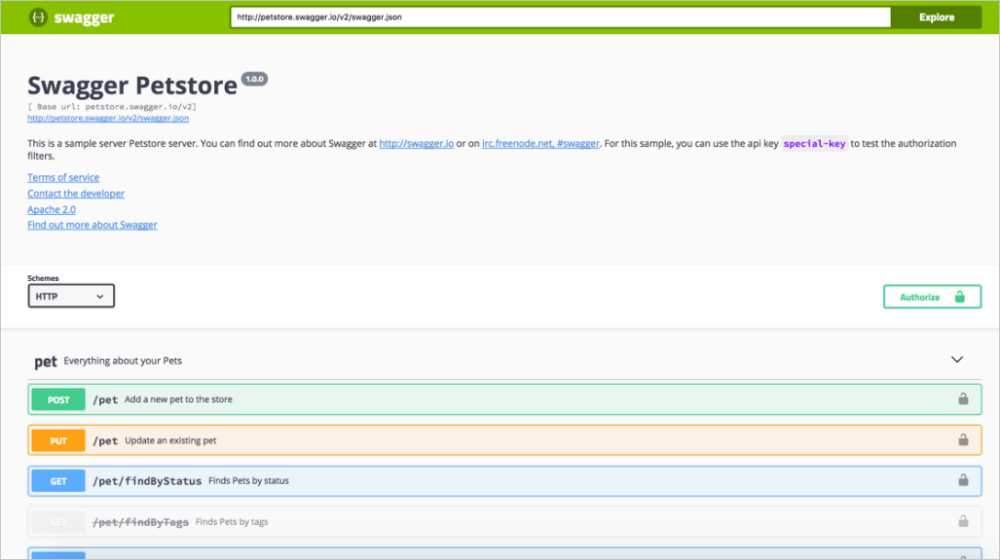 {··} swagger
http://petstore.swagger.io/v2/swagger.json
Explore
Swagger Petstore 1.0.0
[ Base url: petstore.swagger.io/v2]
http://petstore.swagger.io/v2/swagger.json
This is a sample server Petstore server. You can find out more about Swagger at http://swagger.io or on irc.freenode.net, #swagger. For this sample, you can use the api key special-key to test the authorization
filters.
Terms of service
Contact the developer
Apache 2.0
Find out more about Swagger
Schemes
HTTP
Authorize
pet Everything about your Pets
POST /pet Add a new pet to the store
PUT /pet Update an existing pet
GET /pet/findByStatus Finds Pets by status
GET /pet/findByTags Finds Pets by tags